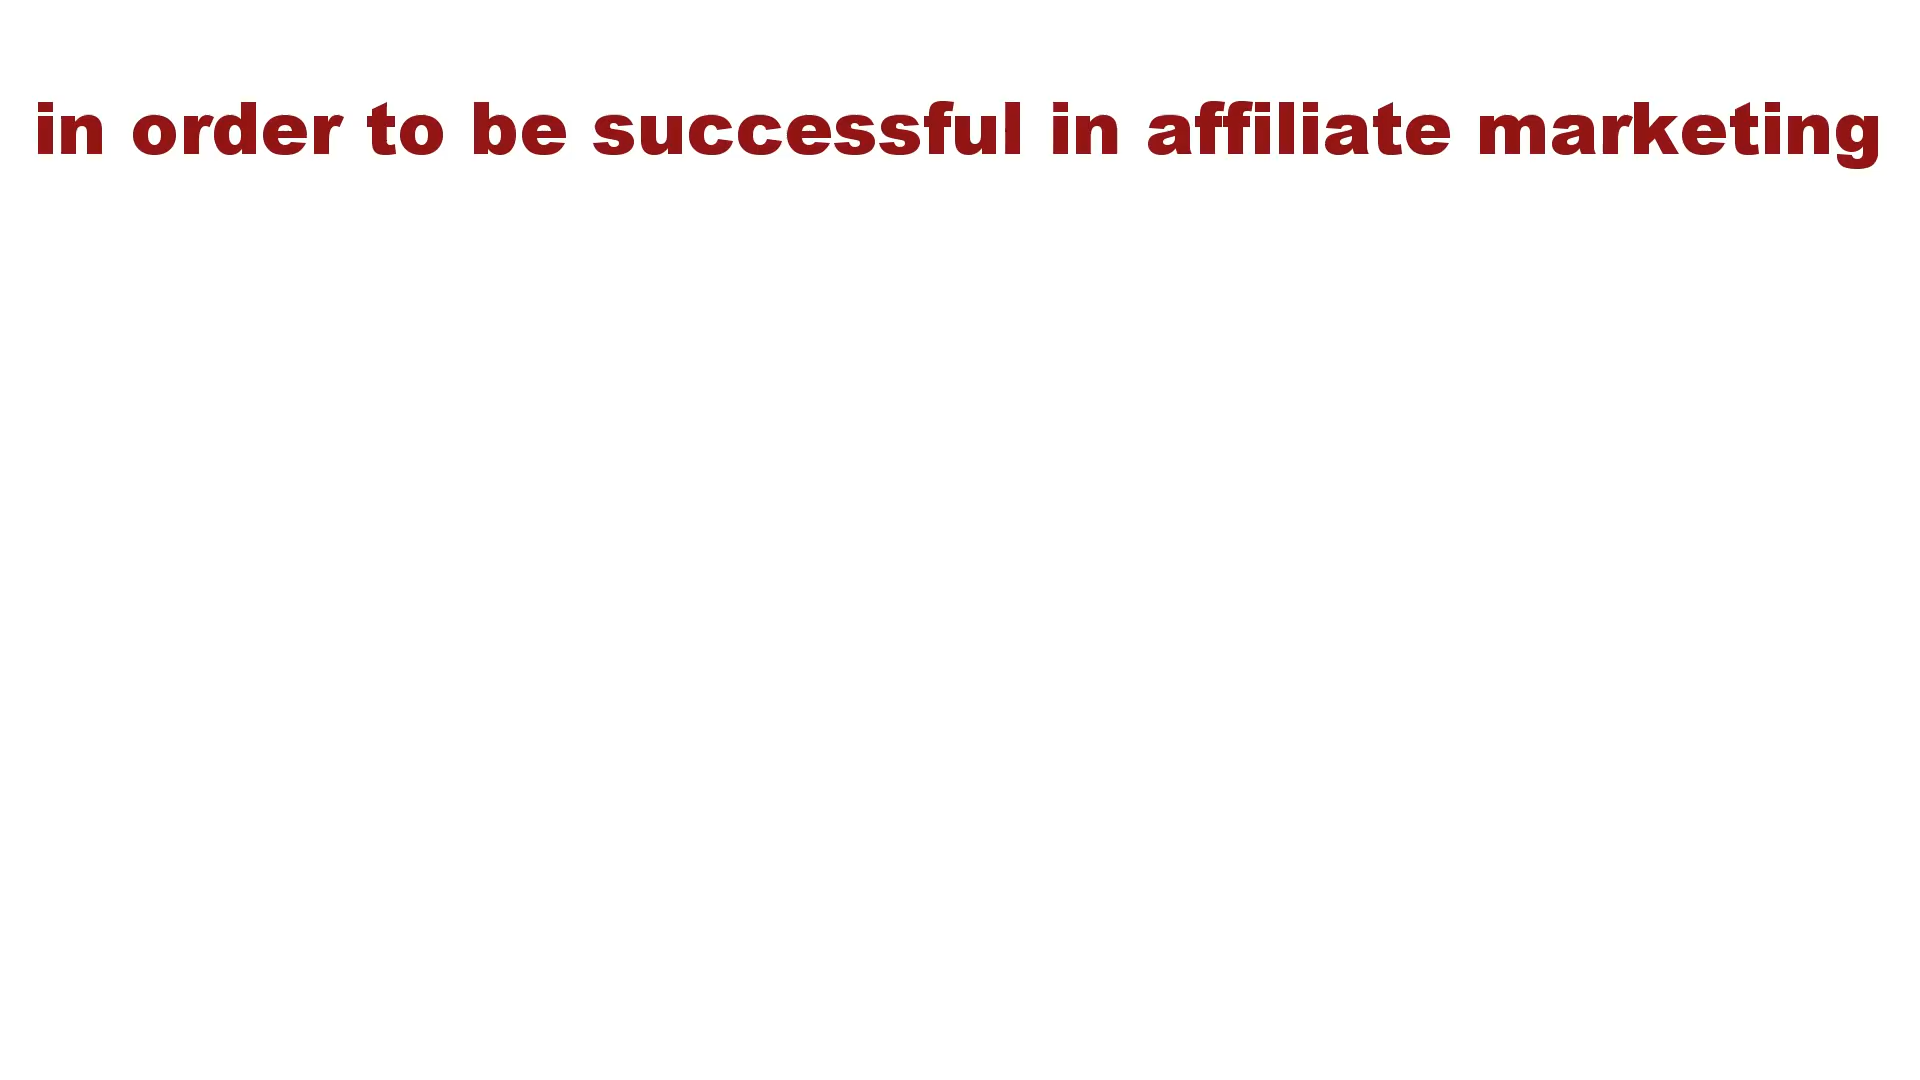 in order to be successful in affiliate marketing